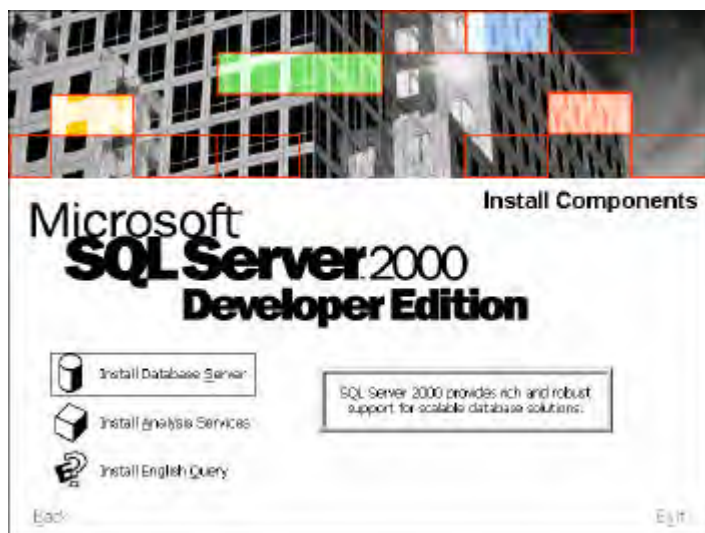 Install Components
Microsoft
SQL Server 2000
Developer Edition
Install Database Server
SQL Server 2000 provides rich and robust
support for scalable database solutions.
Install Analysis Services
Install English Query
Back
Exit